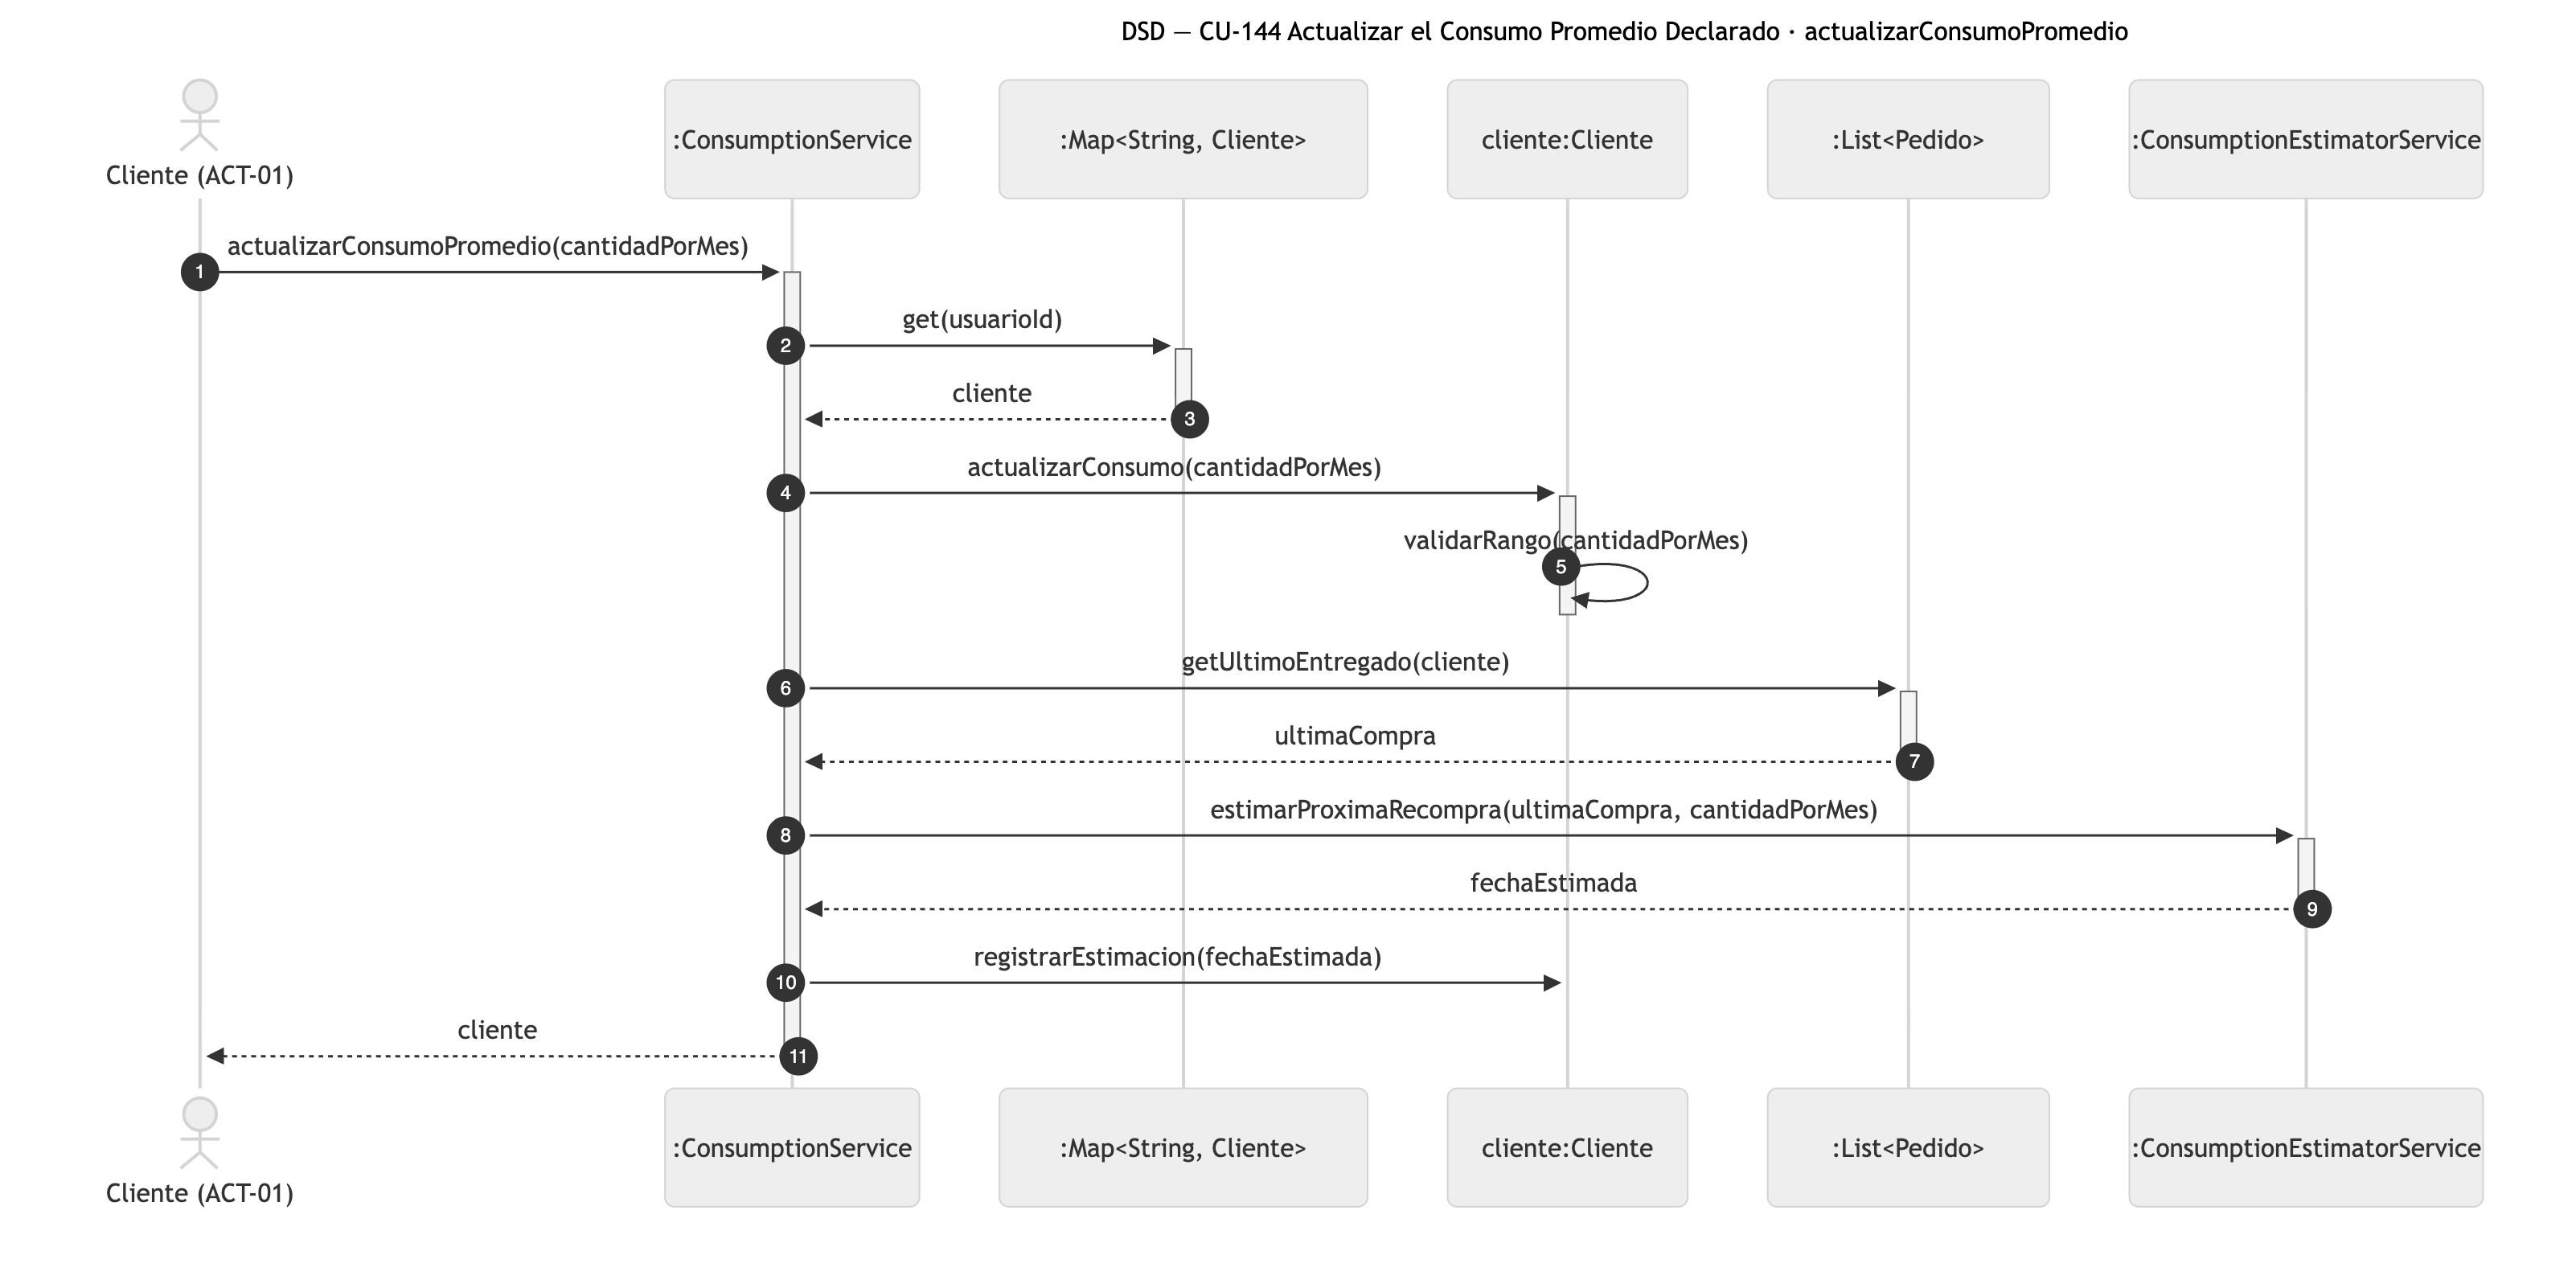 DSD — CU-144 Actualizar el Consumo Promedio Declarado · actualizarConsumoPromedio
Cliente (ACT-01)
:ConsumptionService
:Map<String, Cliente>
cliente:Cliente
:List<Pedido>
:ConsumptionEstimatorService
actualizarConsumoPromedio(cantidadPorMes)
1
get(usuarioId)
2
cliente
3
actualizarConsumo(cantidadPorMes)
4
validarRango(cantidadPorMes)
5
getUltimoEntregado(cliente)
6
ultimaCompra
7
estimarProximaRecompra(ultimaCompra, cantidadPorMes)
8
fechaEstimada
9
registrarEstimacion(fechaEstimada)
10
cliente
11
:ConsumptionService
:Map<String, Cliente>
cliente:Cliente
:List<Pedido>
:ConsumptionEstimatorService
Cliente (ACT-01)